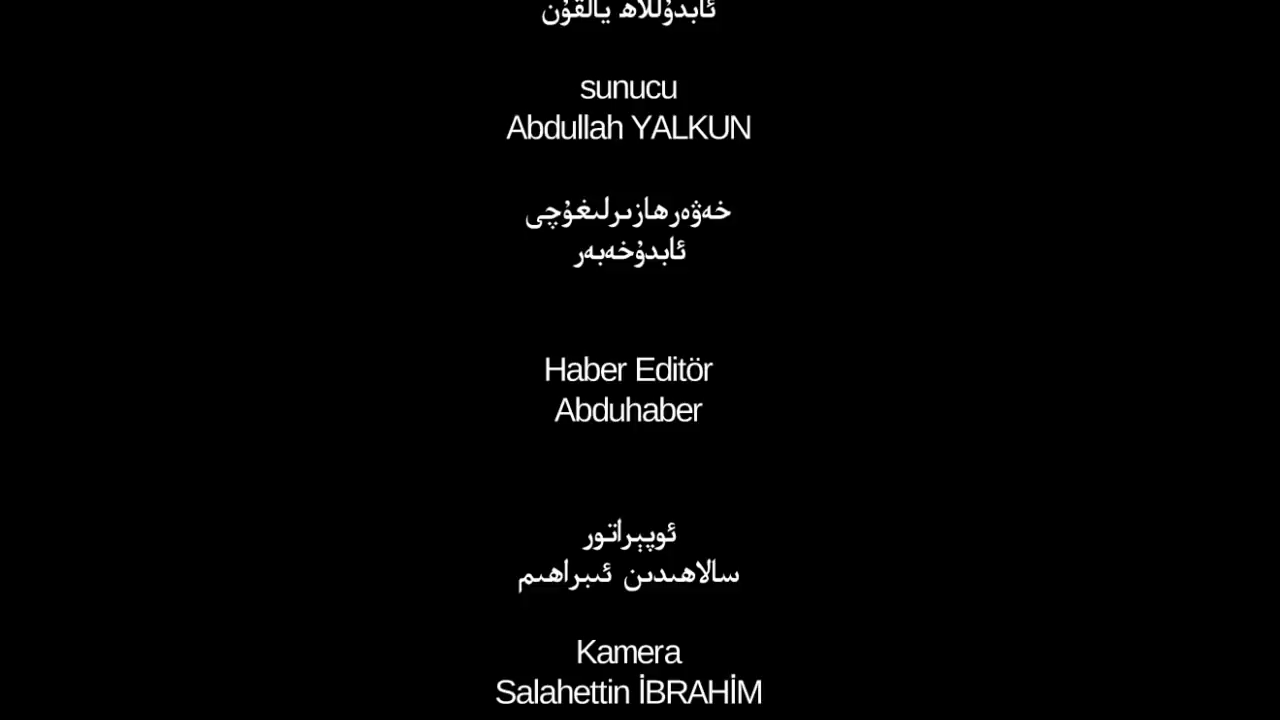 ئابدۇللاھ يالقۇن
sunucu
Abdullah YALKUN
خەۋەرھازىرلىغۇچى
ئابدۇخەبەر
Haber Editör
Abduhaber
ئوپېراتور
سالاھىدىن ئىبراھىم
Kamera
Salahettin İBRAHİM